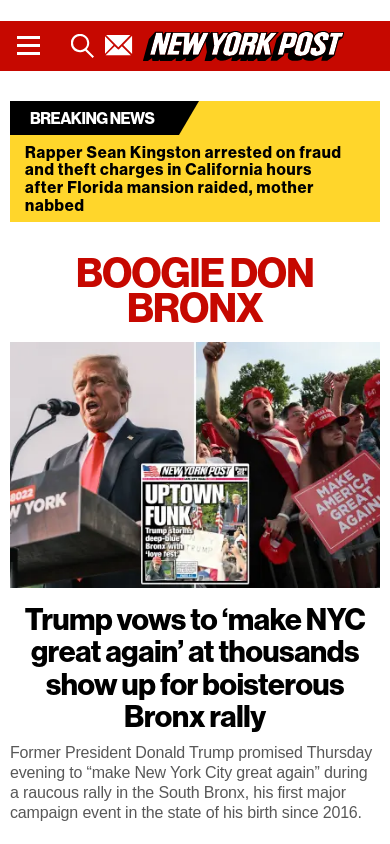 NEW YORK POST
BREAKING NEWS
Rapper Sean Kingston arrested on fraud
and theft charges in California hours
after Florida mansion raided, mother
nabbed
BOOGIE DON
BRONX
8022
W YORK
NEW YORK POST
UPTOWN
FUNK
Trump storms
deep-blue
Bronx with
'love fest'
MAKE
AMERICA
GREAT
AGAIN
Trump vows to ‘make NYC
great again’ at thousands
show up for boisterous
Bronx rally
Former President Donald Trump promised Thursday
evening to “make New York City great again” during
a raucous rally in the South Bronx, his first major
campaign event in the state of his birth since 2016.